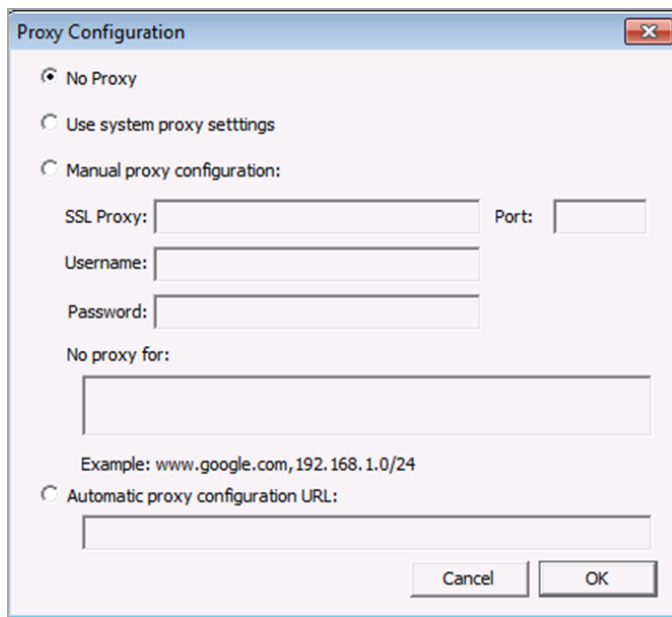 Proxy Configuration
No Proxy
Use system proxy setttings
Manual proxy configuration:
SSL Proxy: Port:
Username:
Password:
No proxy for:
Example: www.google.com,192.168.1.0/24
Automatic proxy configuration URL:
Cancel OK